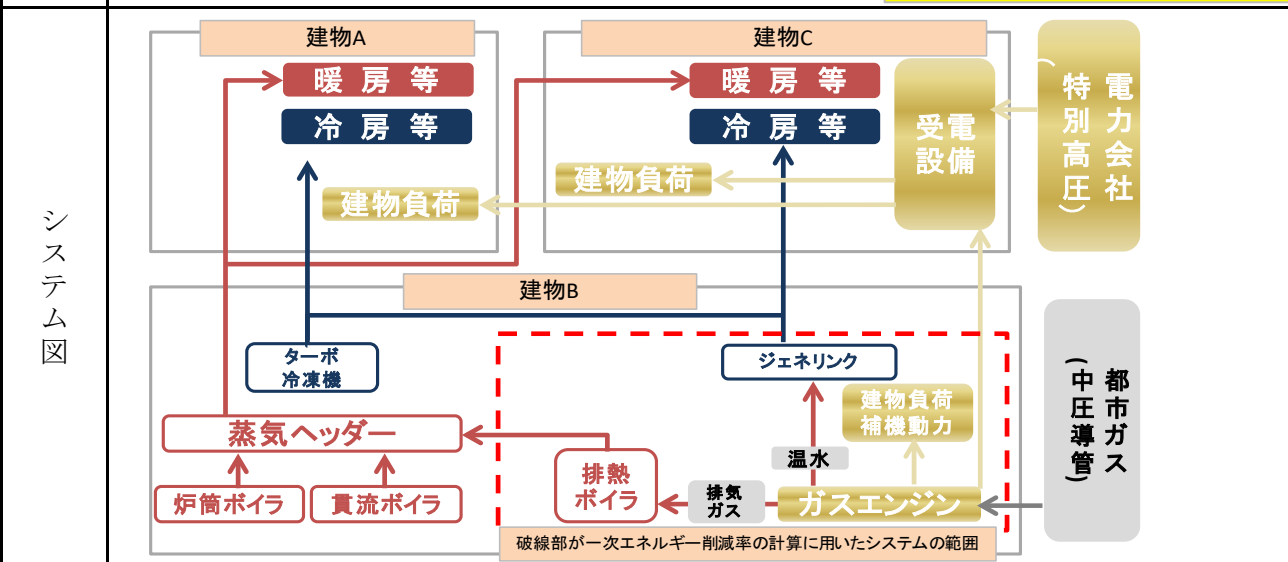 システム図
建物A
暖房等
冷房等
建物負荷
建物C
暖房等
冷房等
建物負荷
受電
設備
電力会社
(特別高圧)
建物B
ターボ
冷凍機
ジェネリンク
蒸気ヘッダー
炉筒ボイラ
貫流ボイラ
排熱
ボイラ
排気
ガス
温水
建物負荷
補機動力
ガスエンジン
都市ガス
(中圧導管)
破線部が一次エネルギー削減率の計算に用いたシステムの範囲